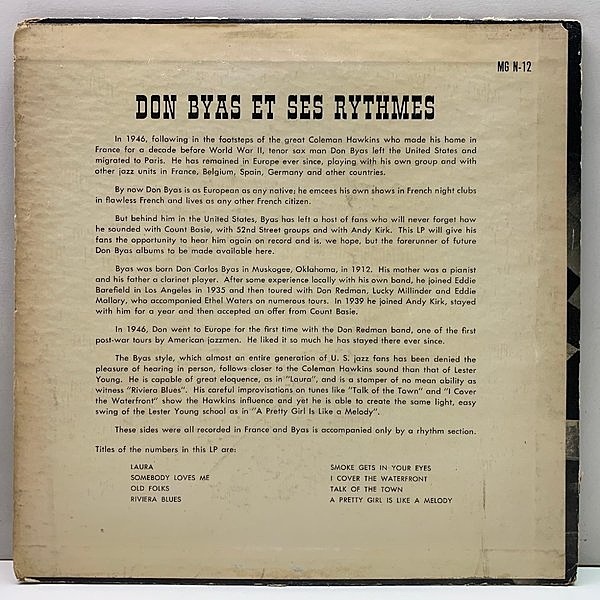 MG N-12
DON BYAS ET SES RYTHMES
In 1946, following in the footsteps of the great Coleman Hawkins who made his home in
France for a decade before World War II, tenor sax man Don Byas left the United States and
migrated to Paris. He has remained in Europe ever since, playing with his own group and with
other jazz units in France, Belgium, Spain, Germany and other countries.
By now Don Byas is as European as any native; he emcees his own shows in French night clubs
in flawless French and lives as any other French citizen.
But behind him in the United States, Byas has left a host of fans who will never forget how
he sounded with Count Basie, with 52nd Street groups and with Andy Kirk. This LP will give his
fans the opportunity to hear him again on record and is, we hope, but the forerunner of future
Don Byas albums to be made available here.
Byas was born Don Carlos Byas in Muskogee, Oklahoma, in 1912. His mother was a pianist
and his father a clarinet player. After some experience locally with his own band, he joined Eddie
Barefield in Los Angeles in 1935 and then toured with Don Redman, Lucky Millinder and Eddie
Mallory, who accompanied Ethel Waters on numerous tours. In 1939 he joined Andy Kirk, stayed
with him for a year and then accepted an offer from Count Basie.
In 1946, Don went to Europe for the first time with the Don Redman band, one of the first
post-war tours by American jazzmen. He liked it so much he has stayed there ever since.
The Byas style, which almost an entire generation of U. S. jazz fans has been denied the
pleasure of hearing in person, follows closer to the Coleman Hawkins sound than that of Lester
Young. He is capable of great eloquence, as in "Laura", and is a stomper of no mean ability as
witness "Riviera Blues". His careful improvisations on tunes like "Talk of the Town" and "I Cover
the Waterfront" show the Hawkins influence and yet he is able to create the same light, easy
swing of the Lester Young school as in "A Pretty Girl Is Like a Melody".
These sides were all recorded in France and Byas is accompanied only by a rhythm section.
Titles of the numbers in this LP are:
LAURA
SOMEBODY LOVES ME
OLD FOLKS
RIVIERA BLUES
SMOKE GETS IN YOUR EYES
I COVER THE WATERFRONT
TALK OF THE TOWN
A PRETTY GIRL IS LIKE A MELODY